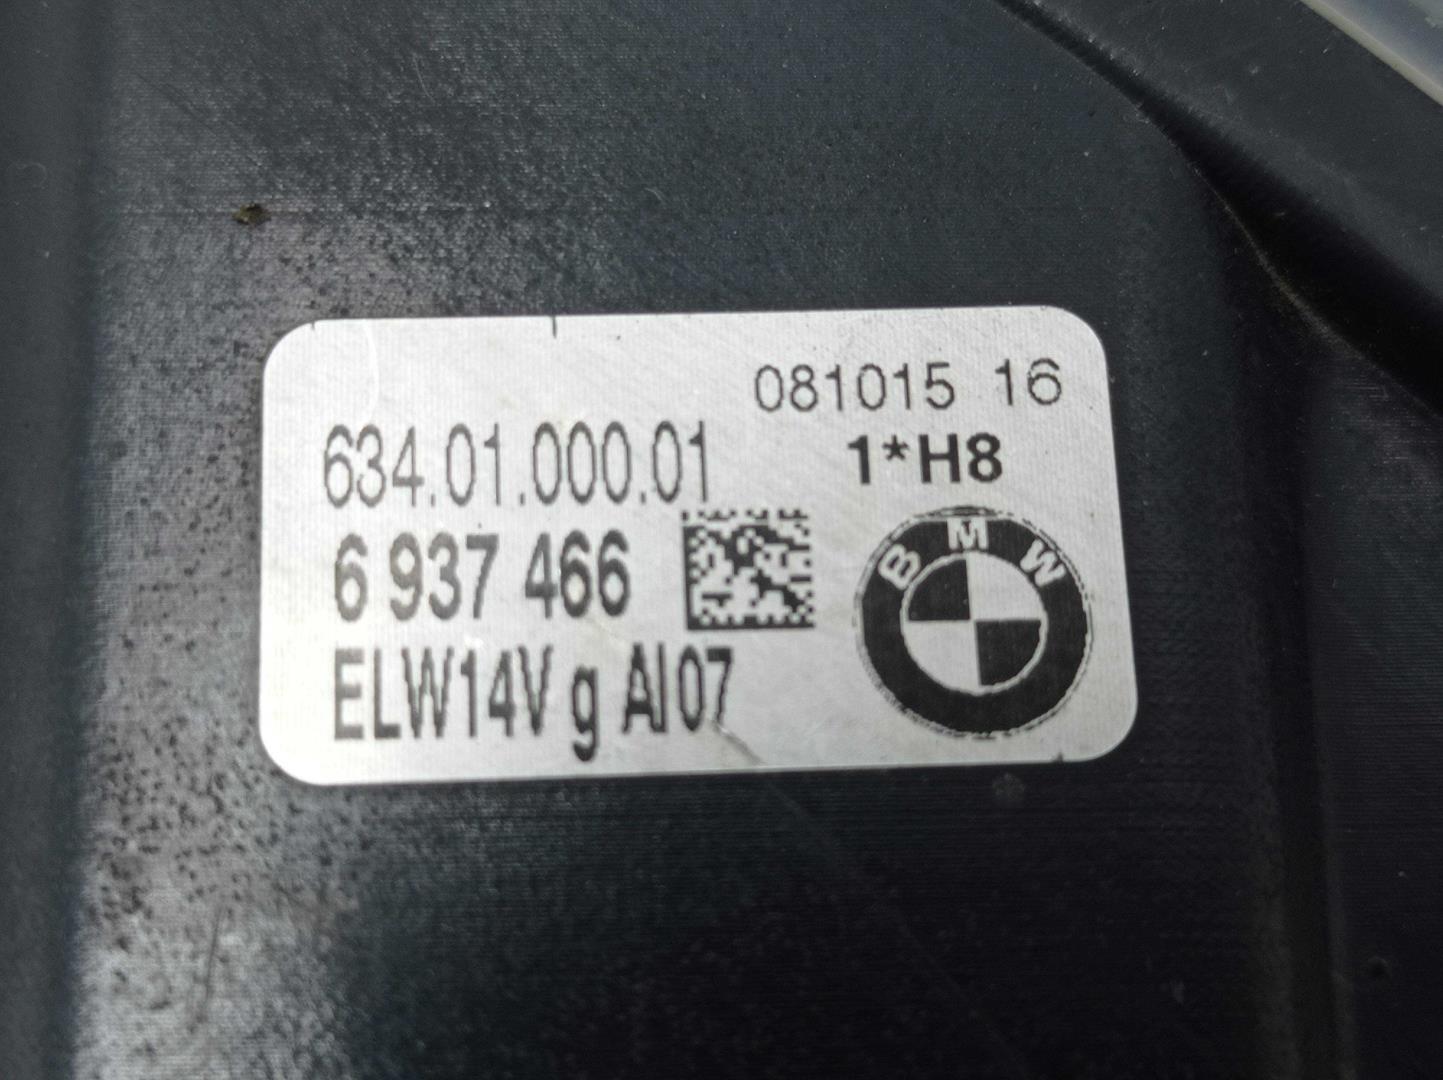 081015 16
634.01.000.01
1*H8
6 937 466
BMW
ELW14V g AI07